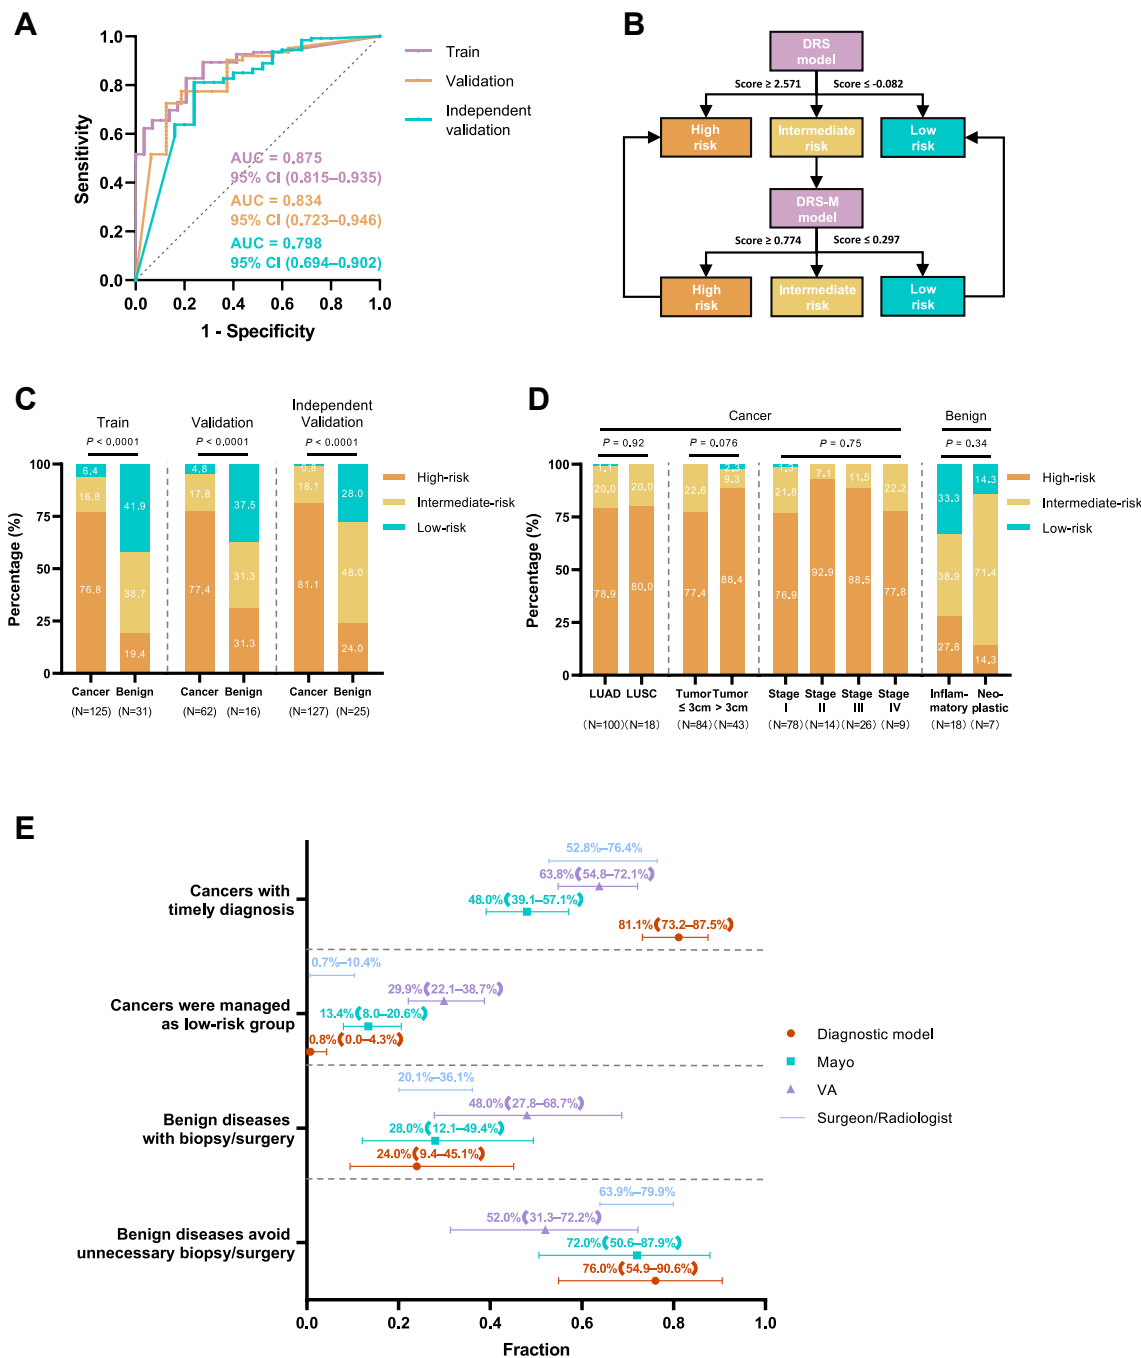 A
1.0
0.8
0.6
0.4
0.2
0.0
Sensitivity
0.0
0.2
0.4
0.6
0.8
1.0
1 - Specificity
Train
Validation
Independent
validation
AUC = 0.875
95% CI (0.815–0.935)
AUC = 0.834
95% CI (0.723–0.946)
AUC = 0.798
95% CI (0.694–0.902)
B
DRS
model
Score ≥ 2.571
Score ≤ -0.082
High
risk
Intermediate
risk
Low
risk
DRS-M
model
Score ≥ 0.774
Score ≤ 0.297
High
risk
Intermediate
risk
Low
risk
C
Train
Validation
Independent
Validation
P < 0.0001
P < 0.0001
P < 0.0001
Percentage (%)
100
75
50
25
0
6.4
16.8
76.8
41.9
38.7
19.4
4.8
17.8
77.4
37.5
31.3
31.3
0.8
18.1
81.1
28.0
48.0
24.0
High-risk
Intermediate-risk
Low-risk
Cancer
Benign
Cancer
Benign
Cancer
Benign
(N=125)
(N=31)
(N=62)
(N=16)
(N=127)
(N=25)
D
Cancer
Benign
P = 0.92
P = 0.076
P = 0.75
P = 0.34
Percentage (%)
100
75
50
25
0
1.1
20.0
78.9
20.0
80.0
22.6
77.4
2.3
9.3
88.4
1.3
21.8
76.9
7.1
92.9
11.5
88.5
22.2
77.8
33.3
38.9
27.8
14.3
71.4
14.3
High-risk
Intermediate-risk
Low-risk
LUAD
LUSC
Tumor
≤ 3cm
Tumor
> 3cm
Stage
I
Stage
II
Stage
III
Stage
IV
Inflam-
matory
Neo-
plastic
(N=100)
(N=18)
(N=84)
(N=43)
(N=78)
(N=14)
(N=26)
(N=9)
(N=18)
(N=7)
E
Cancers with
timely diagnosis
52.8%–76.4%
63.8% (54.8–72.1%)
48.0% (39.1–57.1%)
81.1% (73.2–87.5%)
Cancers were managed
as low-risk group
0.7%–10.4%
29.9% (22.1–38.7%)
13.4% (8.0–20.6%)
0.8% (0.0–4.3%)
Benign diseases
with biopsy/surgery
20.1%–36.1%
48.0% (27.8–68.7%)
28.0% (12.1–49.4%)
24.0% (9.4–45.1%)
Benign diseases avoid
unnecessary biopsy/surgery
63.9%–79.9%
52.0% (31.3–72.2%)
72.0% (50.6–87.9%)
76.0% (54.9–90.6%)
Diagnostic model
Mayo
VA
Surgeon/Radiologist
0.0
0.2
0.4
0.6
0.8
1.0
Fraction